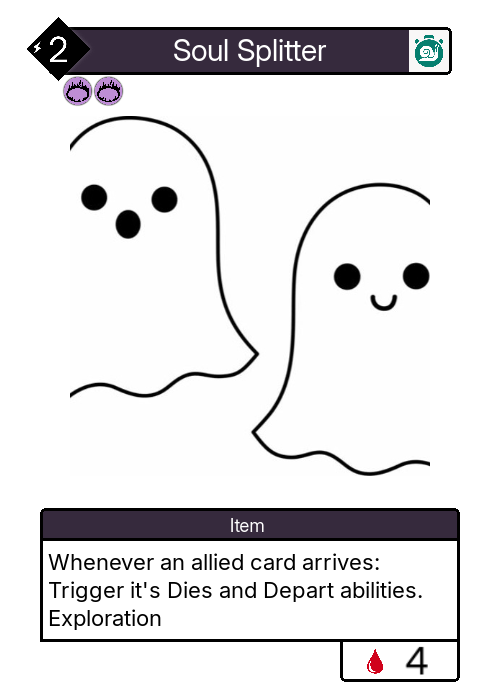 2
Soul Splitter
Item
Whenever an allied card arrives:
Trigger it's Dies and Depart abilities.
Exploration
4